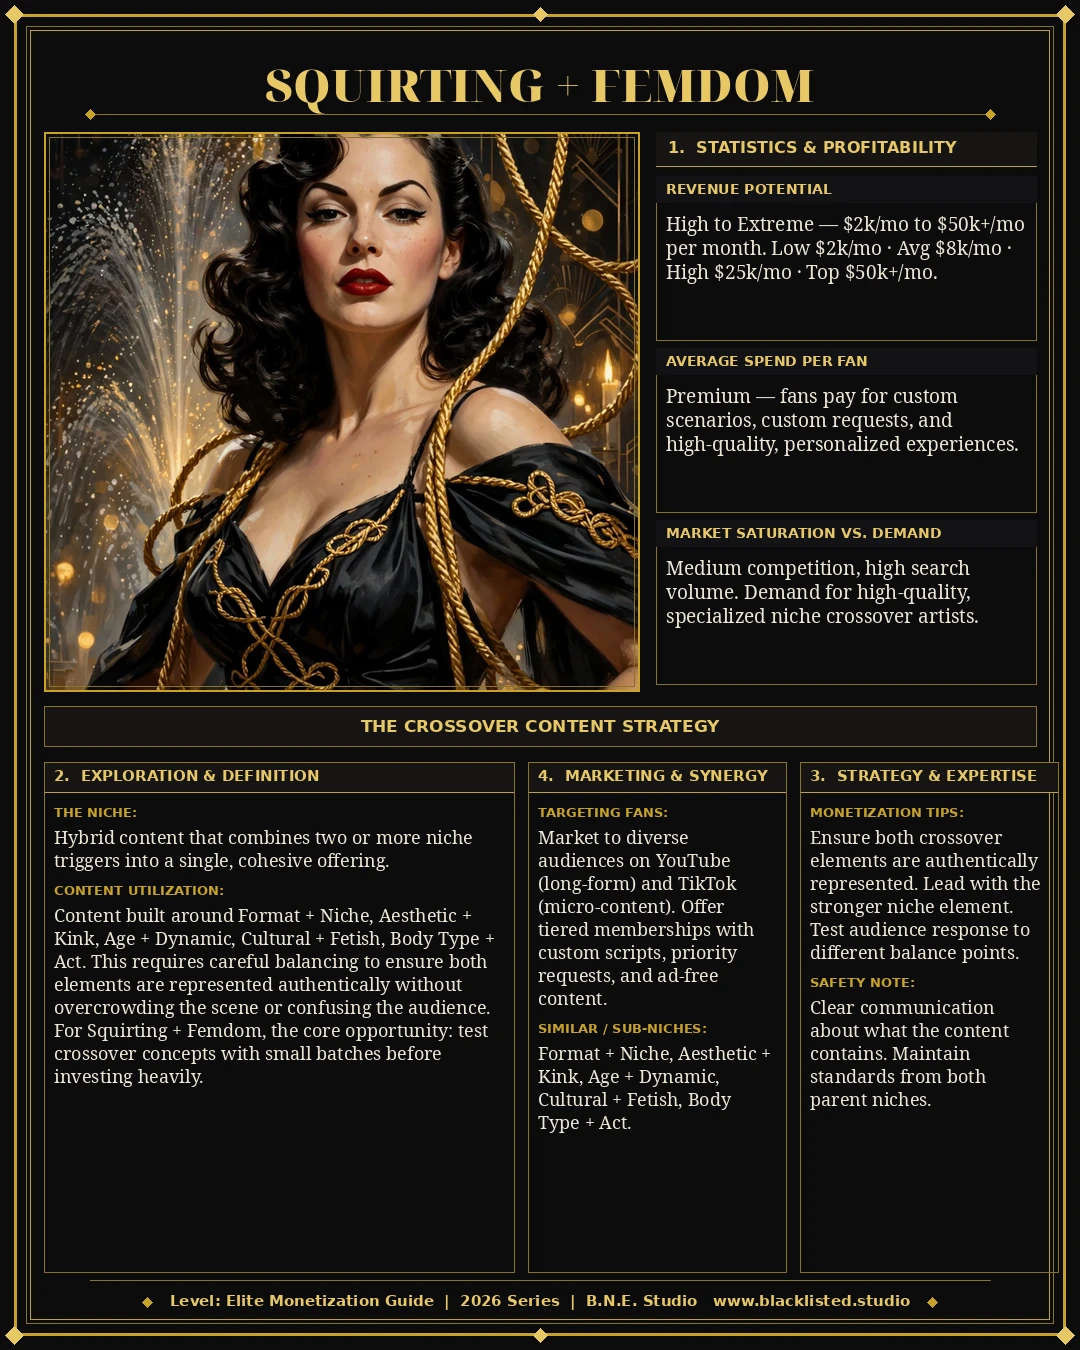 SQUIRTING + FEMDOM
1. STATISTICS & PROFITABILITY
REVENUE POTENTIAL
High to Extreme — $2k/mo to $50k+/mo
per month. Low $2k/mo · Avg $8k/mo ·
High $25k/mo · Top $50k+/mo.
AVERAGE SPEND PER FAN
Premium — fans pay for custom
scenarios, custom requests, and
high-quality, personalized experiences.
MARKET SATURATION VS. DEMAND
Medium competition, high search
volume. Demand for high-quality,
specialized niche crossover artists.
THE CROSSOVER CONTENT STRATEGY
2. EXPLORATION & DEFINITION
THE NICHE:
Hybrid content that combines two or more niche
triggers into a single, cohesive offering.
CONTENT UTILIZATION:
Content built around Format + Niche, Aesthetic +
Kink, Age + Dynamic, Cultural + Fetish, Body Type +
Act. This requires careful balancing to ensure both
elements are represented authentically without
overcrowding the scene or confusing the audience.
For Squirting + Femdom, the core opportunity: test
crossover concepts with small batches before
investing heavily.
4. MARKETING & SYNERGY
TARGETING FANS:
Market to diverse
audiences on YouTube
(long-form) and TikTok
(micro-content). Offer
tiered memberships with
custom scripts, priority
requests, and ad-free
content.
SIMILAR / SUB-NICHES:
Format + Niche, Aesthetic +
Kink, Age + Dynamic,
Cultural + Fetish, Body
Type + Act.
3. STRATEGY & EXPERTISE
MONETIZATION TIPS:
Ensure both crossover
elements are authentically
represented. Lead with the
stronger niche element.
Test audience response to
different balance points.
SAFETY NOTE:
Clear communication
about what the content
contains. Maintain
standards from both
parent niches.
Level: Elite Monetization Guide | 2026 Series | B.N.E. Studio www.blacklisted.studio